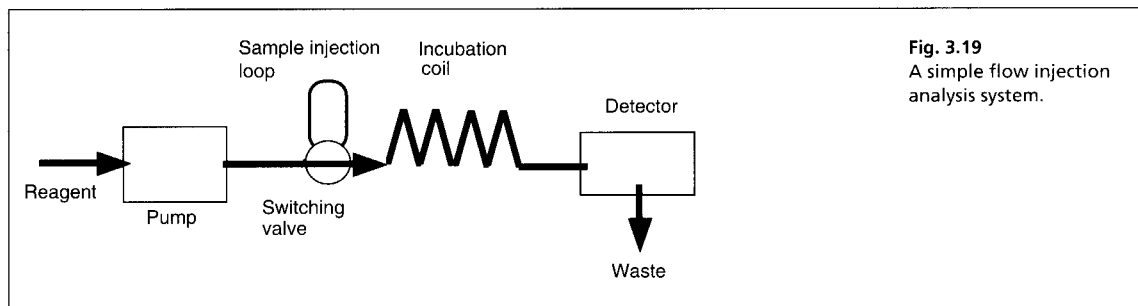 Sample injection
loop
Incubation
coil
Fig. 3.19
A simple flow injection
analysis system.
Detector
Reagent
Pump
Switching
valve
Waste